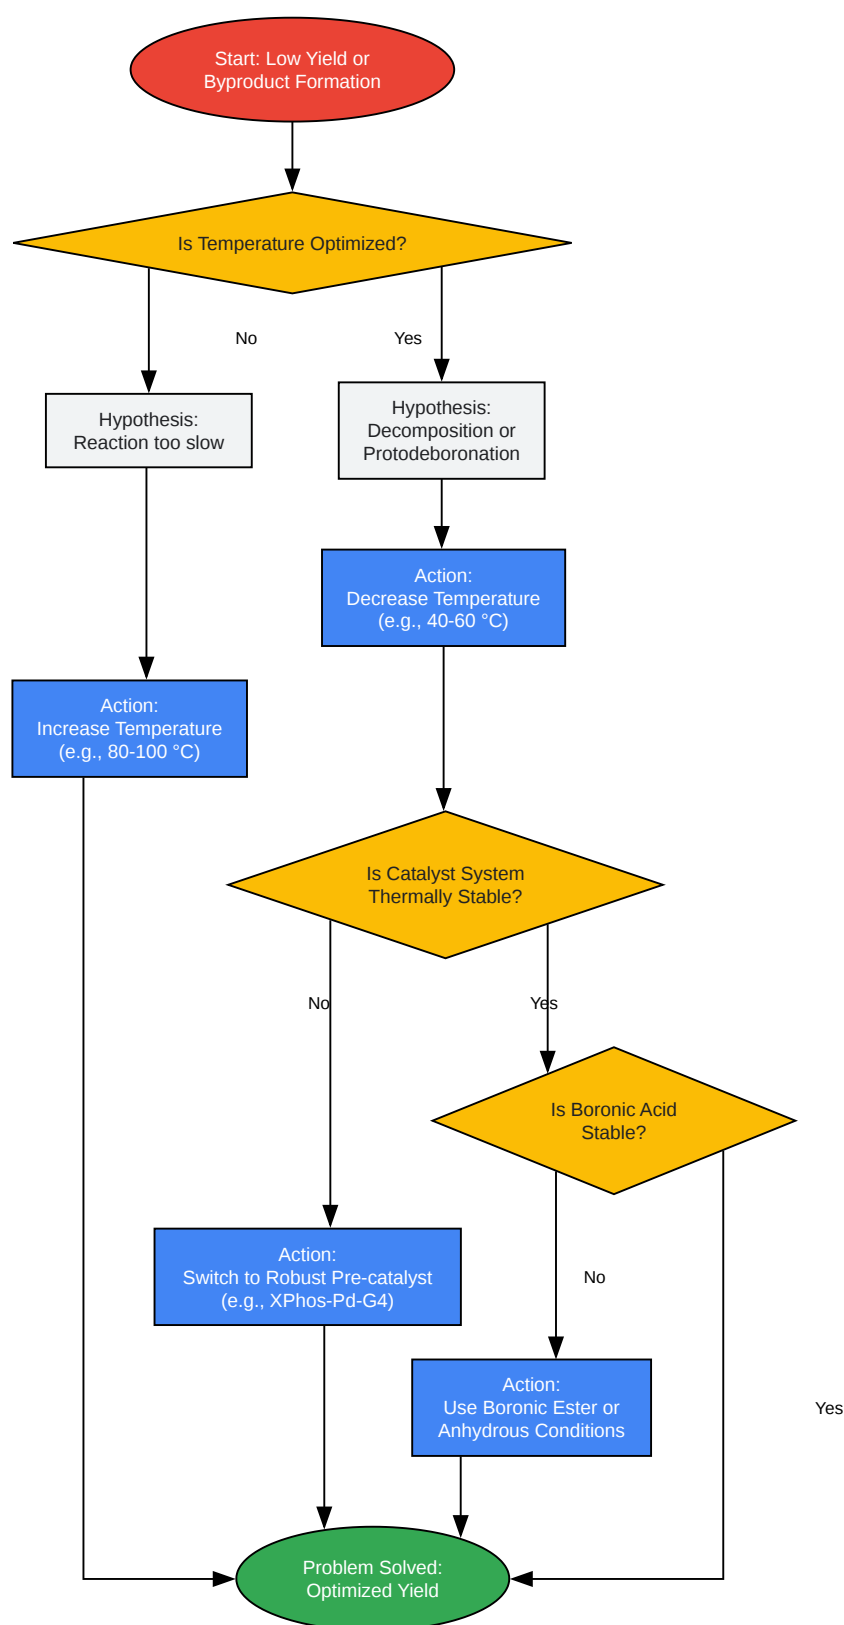 Start: Low Yield or
Byproduct Formation
Is Temperature Optimized?
No
Yes
Hypothesis:
Reaction too slow
Hypothesis:
Decomposition or
Protodeboronation
Action:
Decrease Temperature
(e.g., 40-60 °C)
Action:
Increase Temperature
(e.g., 80-100 °C)
Is Catalyst System
Thermally Stable?
No
Yes
Is Boronic Acid
Stable?
Action:
Switch to Robust Pre-catalyst
(e.g., XPhos-Pd-G4)
No
Action:
Use Boronic Ester or
Anhydrous Conditions
Yes
Problem Solved:
Optimized Yield